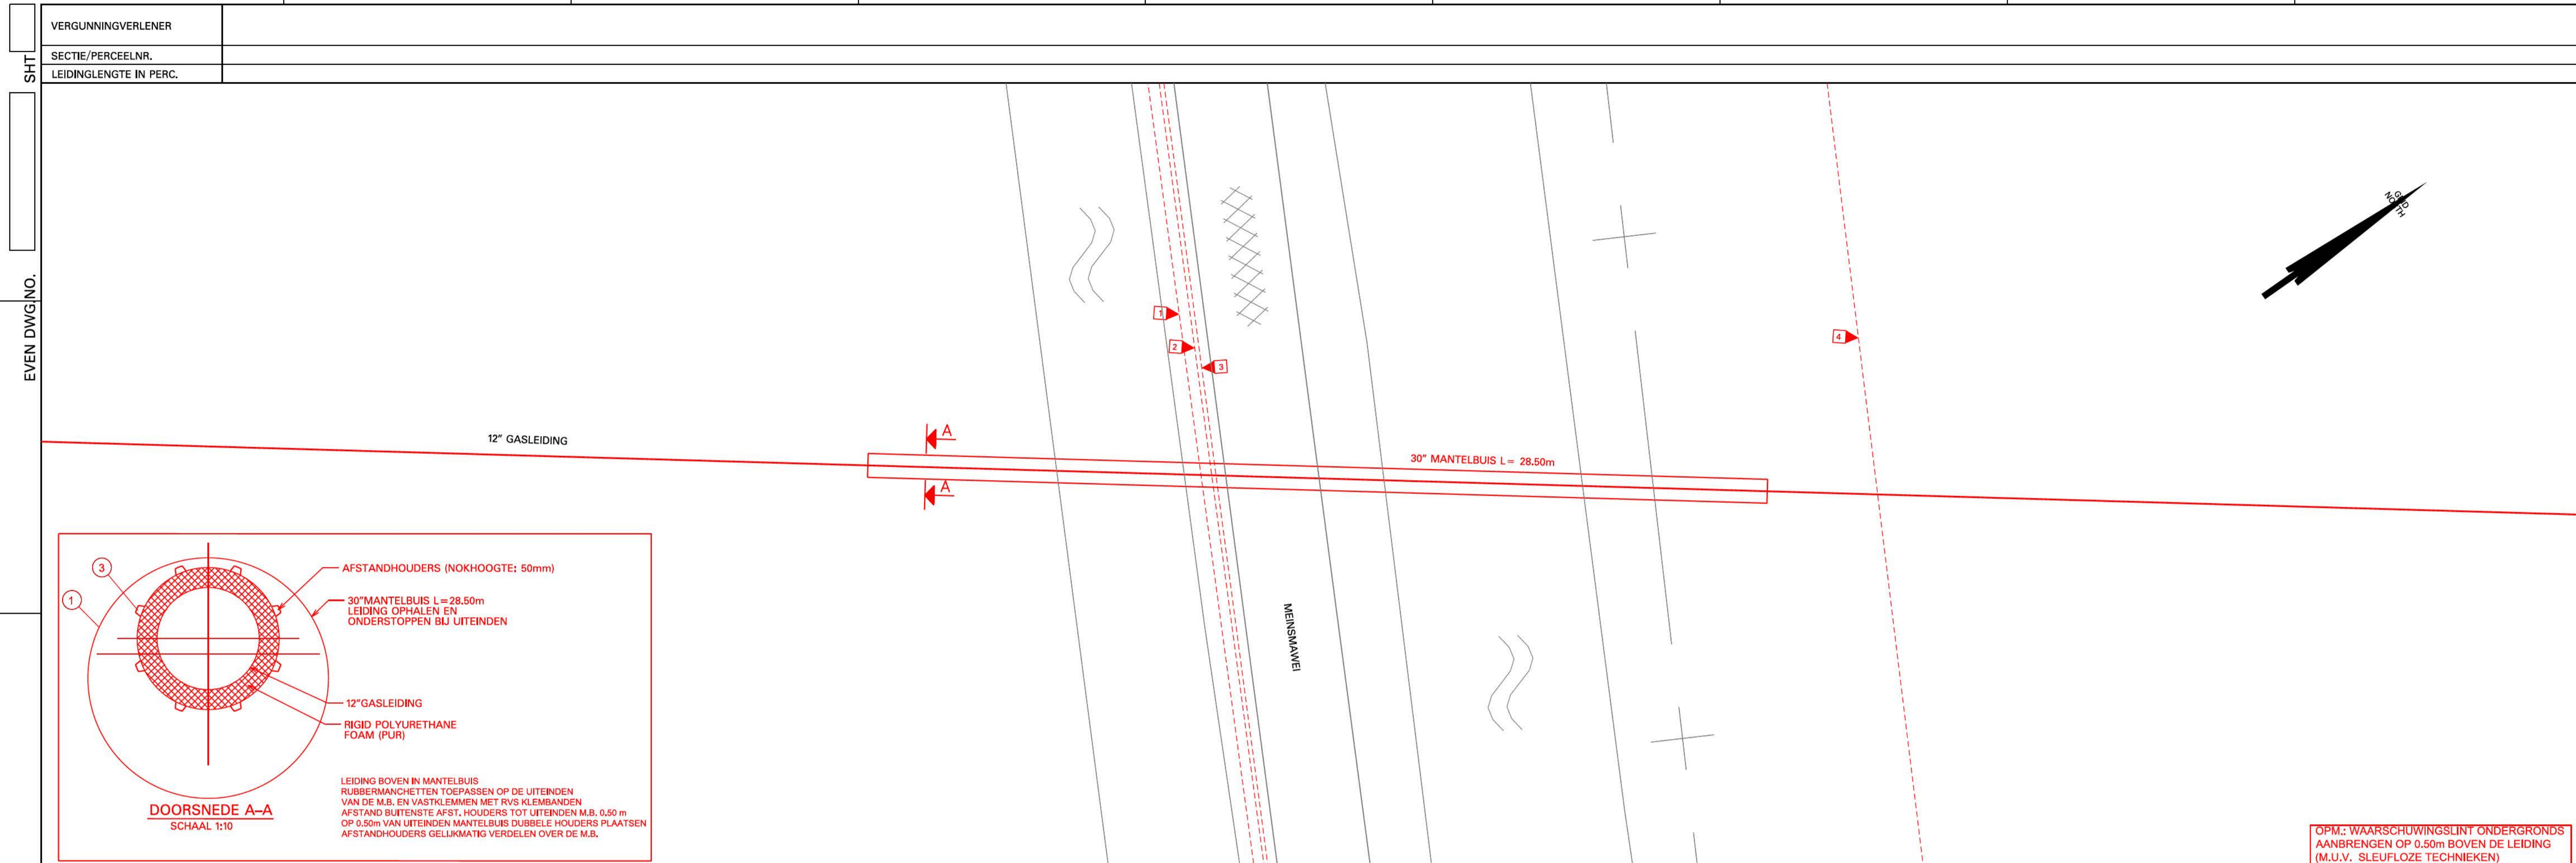 VERGUNNINGVERLENER
SECTIE/PERCEELNR.
LEIDINGLENGTE IN PERC.
SHT
EVEN DWG.NO.
GRID
NORTH
1
2
3
4
12" GASLEIDING
A
A
30" MANTELBUIS L= 28.50m
MEINSMAWEI
3
1
AFSTANDHOUDERS (NOKHOOGTE: 50mm)
30"MANTELBUIS L=28.50m
LEIDING OPHALEN EN
ONDERSTOPPEN BIJ UITEINDEN
12"GASLEIDING
RIGID POLYURETHANE
FOAM (PUR)
DOORSNEDE A–A
SCHAAL 1:10
LEIDING BOVEN IN MANTELBUIS
RUBBERMANCHETTEN TOEPASSEN OP DE UITEINDEN
VAN DE M.B. EN VASTKLEMMEN MET RVS KLEMBANDEN
AFSTAND BUITENSTE AFST. HOUDERS TOT UITEINDEN M.B. 0.50 m
OP 0.50m VAN UITEINDEN MANTELBUIS DUBBELE HOUDERS PLAATSEN
AFSTANDHOUDERS GELIJKMATIG VERDELEN OVER DE M.B.
OPM.: WAARSCHUWINGSLINT ONDERGRONDS
AANBRENGEN OP 0.50m BOVEN DE LEIDING
(M.U.V. SLEUFLOZE TECHNIEKEN)